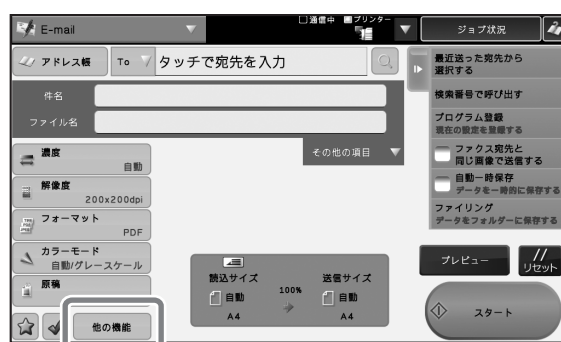 E-mail
通信中 プリンター
ジョブ状況
アドレス帳 To タッチで宛先を入力
件名
ファイル名
その他の項目
濃度
自動
解像度
200x200dpi
フォーマット
PDF
カラーモード
自動/グレースケール
原稿
他の機能
読込サイズ
自動
A4
100%
送信サイズ
自動
A4
最近送った宛先から
選択する
検索番号で呼び出す
プログラム登録
現在の設定を登録する
ファクス宛先と
同じ画像で送信する
自動一時保存
データを一時的に保存する
ファイリング
データをフォルダーに保存する
プレビュー
リセット
スタート